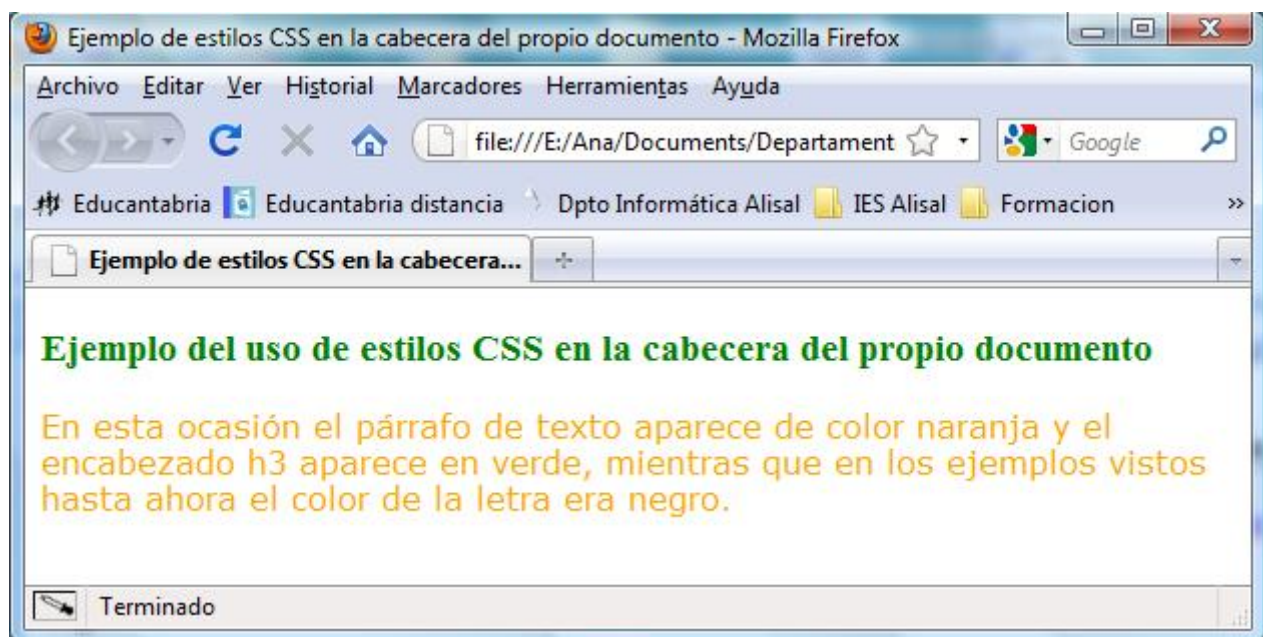 Ejemplo de estilos CSS en la cabecera del propio documento - Mozilla Firefox
Archivo Editar Ver Historial Marcadores Herramientas Ayuda
file:///E:/Ana/Documents/Departament Google
Educantabria Educantabria distancia Dpto Informática Alisal IES Alisal Formacion »
Ejemplo de estilos CSS en la cabecera...
Ejemplo del uso de estilos CSS en la cabecera del propio documento
En esta ocasión el párrafo de texto aparece de color naranja y el
encabezado h3 aparece en verde, mientras que en los ejemplos vistos
hasta ahora el color de la letra era negro.
Terminado